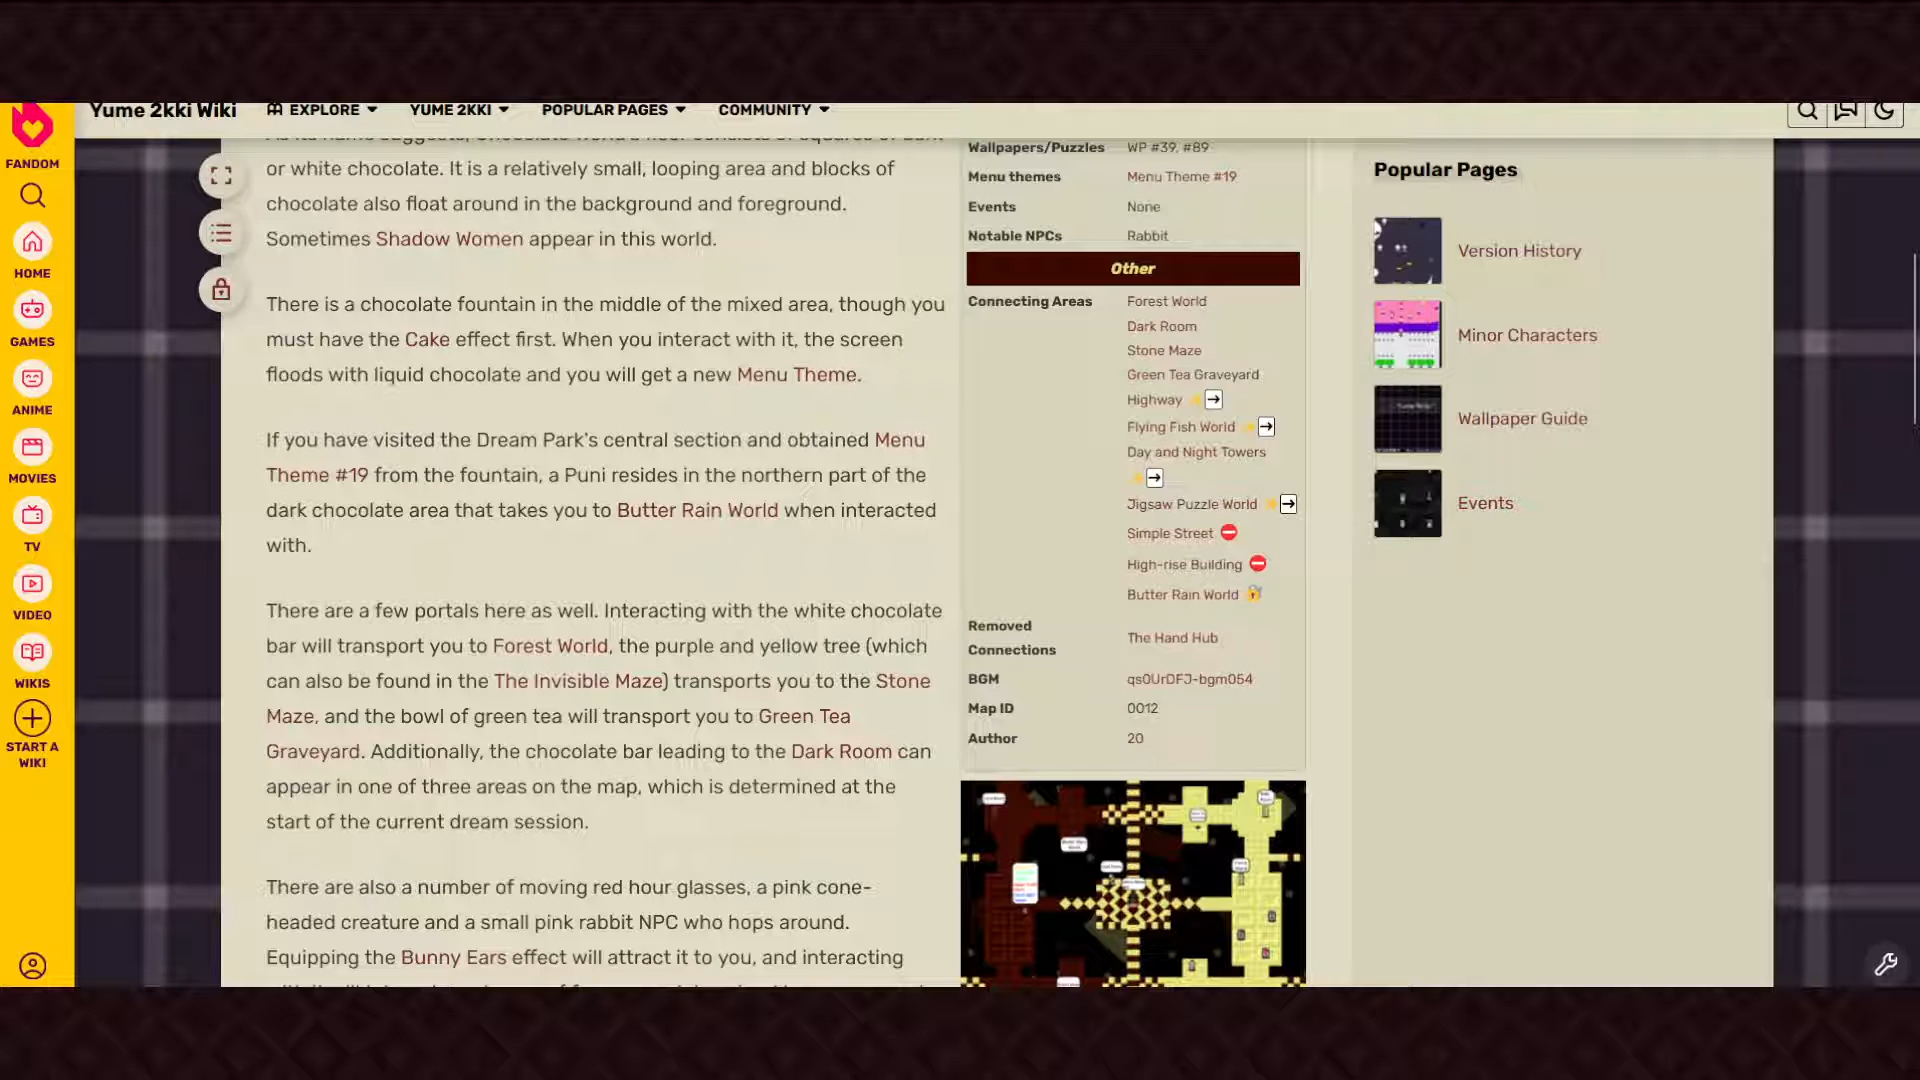 Yume 2kki Wiki
EXPLORE
YUME 2KKI
POPULAR PAGES
COMMUNITY
FANDOM
HOME
GAMES
ANIME
MOVIES
TV
VIDEO
WIKIS
START A
WIKI
or white chocolate. It is a relatively small, looping area and blocks of
chocolate also float around in the background and foreground.
Sometimes Shadow Women appear in this world.
There is a chocolate fountain in the middle of the mixed area, though you
must have the Cake effect first. When you interact with it, the screen
floods with liquid chocolate and you will get a new Menu Theme.
If you have visited the Dream Park's central section and obtained Menu
Theme #19 from the fountain, a Puni resides in the northern part of the
dark chocolate area that takes you to Butter Rain World when interacted
with.
There are a few portals here as well. Interacting with the white chocolate
bar will transport you to Forest World, the purple and yellow tree (which
can also be found in the The Invisible Maze) transports you to the Stone
Maze, and the bowl of green tea will transport you to Green Tea
Graveyard. Additionally, the chocolate bar leading to the Dark Room can
appear in one of three areas on the map, which is determined at the
start of the current dream session.
There are also a number of moving red hour glasses, a pink cone-
headed creature and a small pink rabbit NPC who hops around.
Equipping the Bunny Ears effect will attract it to you, and interacting
Wallpapers/Puzzles WP #39, #89
Menu themes Menu Theme #19
Events None
Notable NPCs Rabbit
Other
Connecting Areas Forest World
Dark Room
Stone Maze
Green Tea Graveyard
Highway
Flying Fish World
Day and Night Towers
Jigsaw Puzzle World
Simple Street
High-rise Building
Butter Rain World
Removed
Connections
The Hand Hub
BGM qs0UrDFJ-bgm054
Map ID 0012
Author 20
Popular Pages
Version History
Minor Characters
Wallpaper Guide
Events